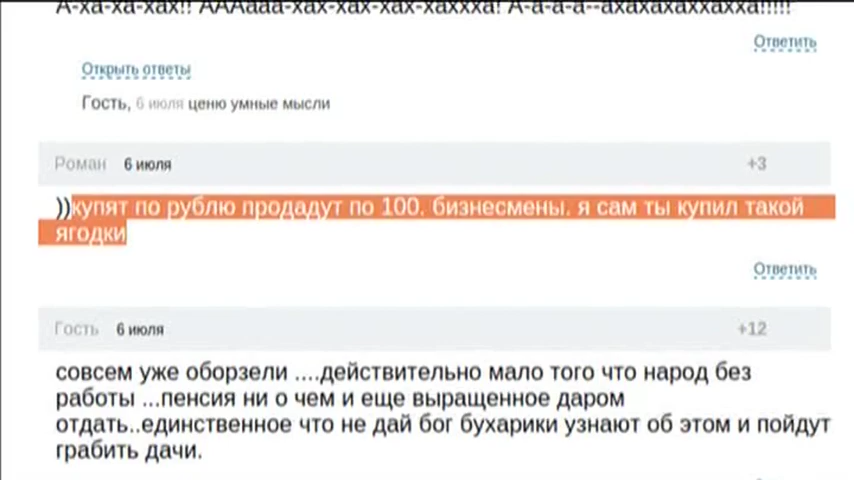 А-ха-ха-хах!! АААааа-хах-хах-хах-хаххха! А-а-а-а--ахахахаххахха!!!!!
Ответить
Открыть ответы
Гость, 6 июля ценю умные мысли
Роман 6 июля +3
))купят по рублю продадут по 100. бизнесмены. я сам ты купил такой
ягодки
Ответить
Гость 6 июля +12
совсем уже оборзели ....действительно мало того что народ без
работы ...пенсия ни о чем и еще выращенное даром
отдать..единственное что не дай бог бухарики узнают об этом и пойдут
грабить дачи.